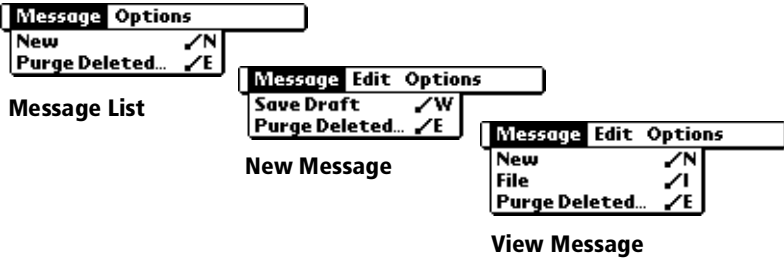 Message Options
New ⁄N
Purge Deleted... ⁄E
Message List
Message Edit Options
Save Draft ⁄W
Purge Deleted... ⁄E
New Message
Message Edit Options
New ⁄N
File ⁄I
Purge Deleted... ⁄E
View Message